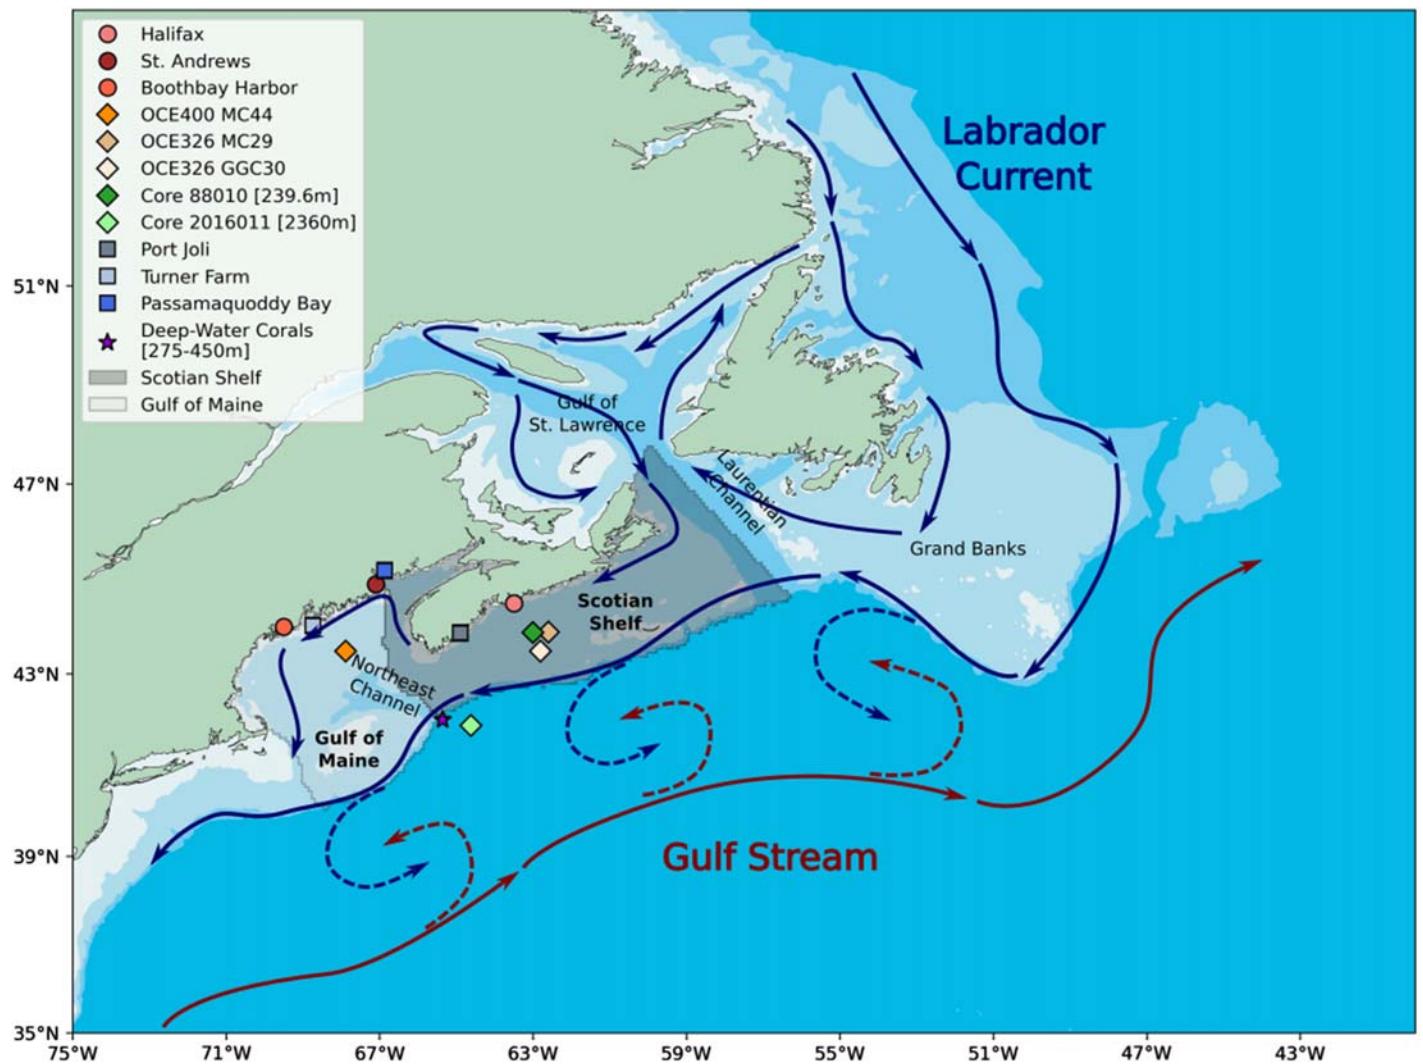 Halifax
St. Andrews
Boothbay Harbor
OCE400 MC44
OCE326 MC29
OCE326 GGC30
Core 88010 [239.6m]
Core 2016011 [2360m]
Port Joli
Turner Farm
Passamaquoddy Bay
Deep-Water Corals
[275-450m]
Scotian Shelf
Gulf of Maine
Labrador
Current
51°N
Gulf of
St. Lawrence
Laurentian
Channel
47°N
Grand Banks
Scotian
Shelf
43°N
Northeast
Channel
Gulf of
Maine
39°N
Gulf Stream
35°N
75°W
71°W
67°W
63°W
59°W
55°W
51°W
47°W
43°W